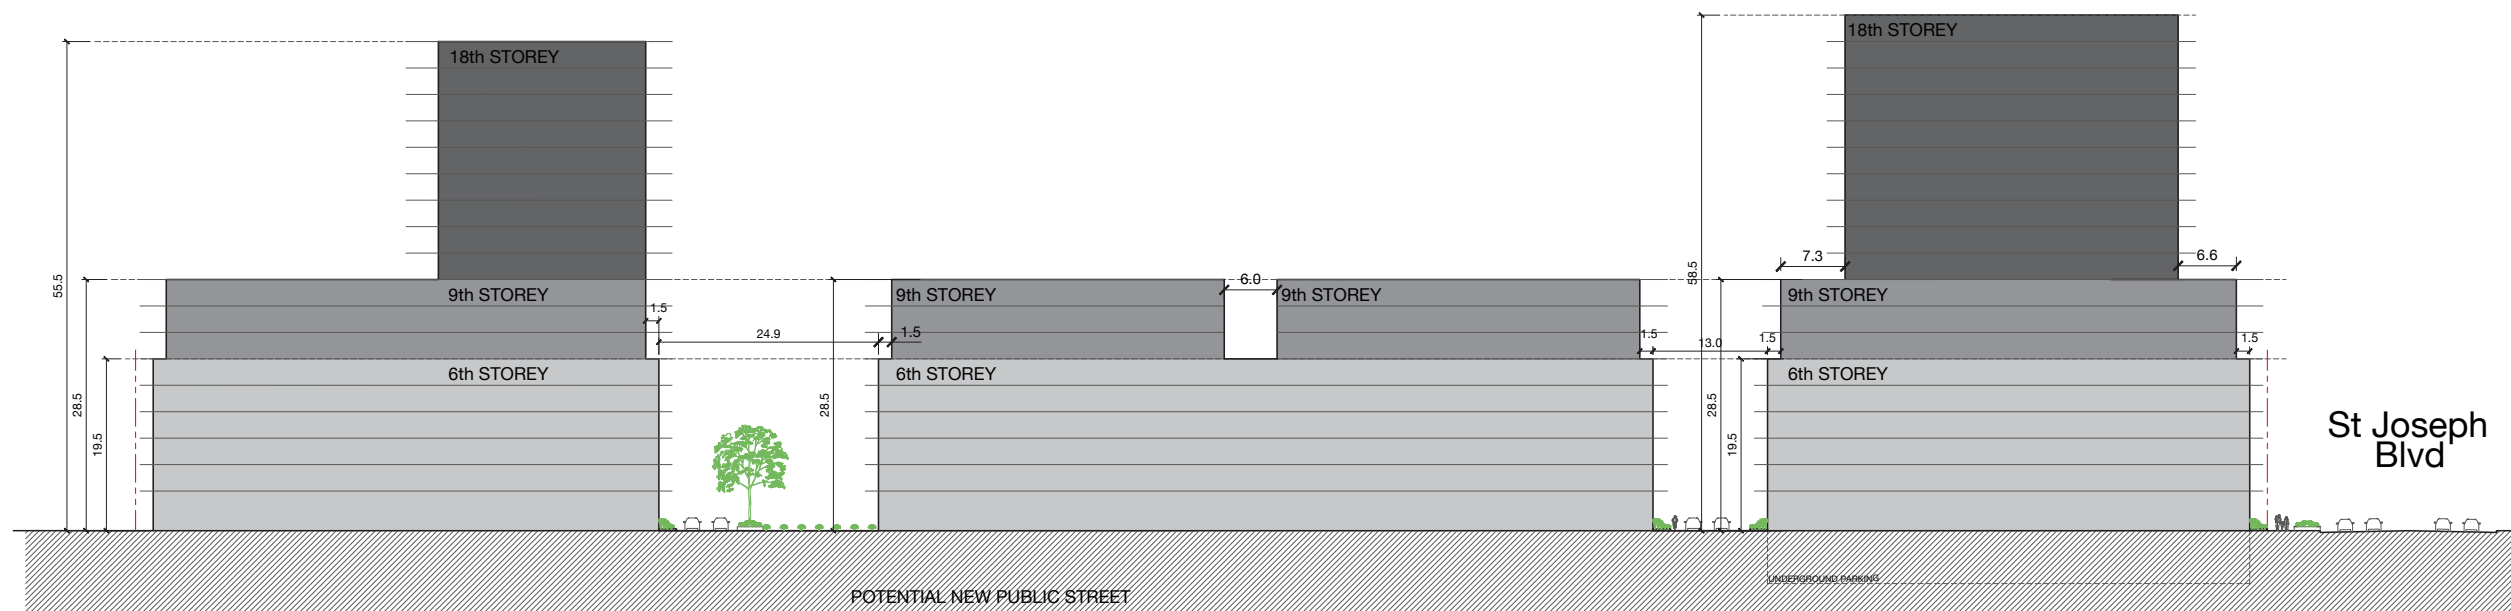 18th STOREY
18th STOREY
55.5
58.5
7.3
6.6
9th STOREY
9th STOREY
6.0
9th STOREY
9th STOREY
1.5
24.9
1.5
1.5
13.0
1.5
1.5
6th STOREY
6th STOREY
6th STOREY
28.5
19.5
28.5
28.5
19.5
St Joseph
Blvd
UNDERGROUND PARKING
POTENTIAL NEW PUBLIC STREET